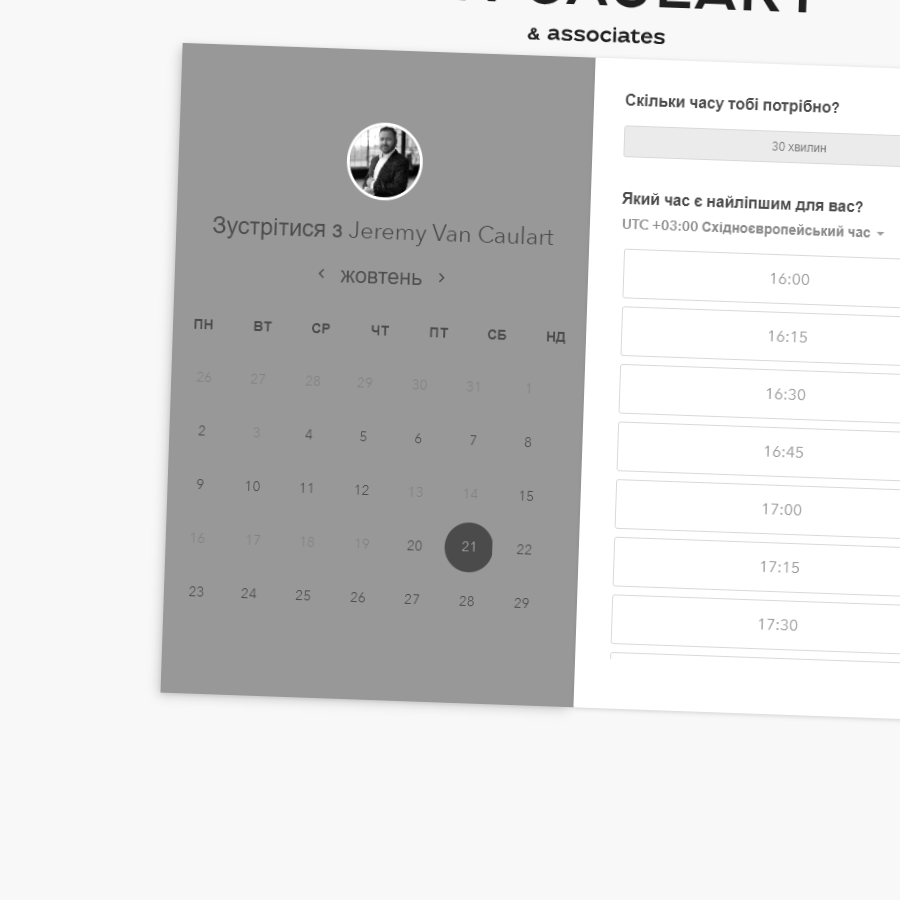 CAULART
& associates
Зустрітися з Jeremy Van Caulart
жовтень
ПН ВТ СР ЧТ ПТ СБ НД
26 27 28 29 30 31 1
2 3 4 5 6 7 8
9 10 11 12 13 14 15
16 17 18 19 20 21 22
23 24 25 26 27 28 29
Скільки часу тобі потрібно?
30 хвилин
Який час є найліпшим для вас?
UTC +03:00 Східноєвропейський час
16:00
16:15
16:30
16:45
17:00
17:15
17:30